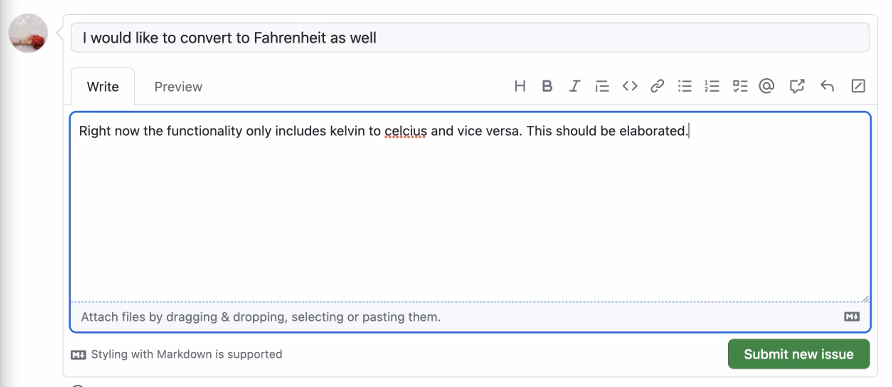 I would like to convert to Fahrenheit as well
Write Preview
Right now the functionality only includes kelvin to celcius and vice versa. This should be elaborated.
Attach files by dragging & dropping, selecting or pasting them.
Styling with Markdown is supported
Submit new issue